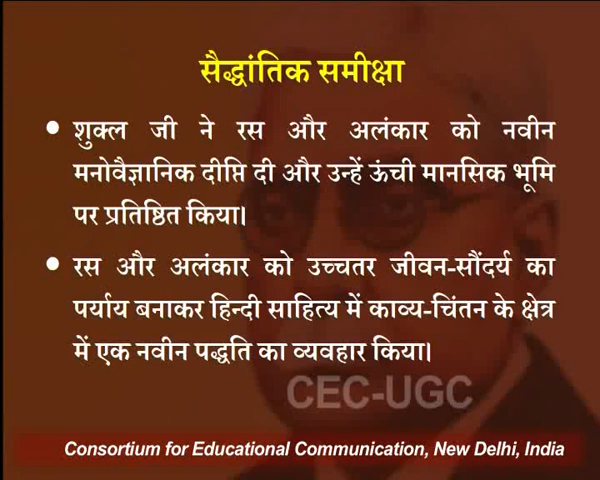 सैद्धांतिक समीक्षा
• शुक्ल जी ने रस और अलंकार को नवीन
मनोवैज्ञानिक दीप्ति दी और उन्हें ऊंची मानसिक भूमि
पर प्रतिष्ठित किया।
• रस और अलंकार को उच्चतर जीवन-सौंदर्य का
पर्याय बनाकर हिन्दी साहित्य में काव्य-चिंतन के क्षेत्र
में एक नवीन पद्धति का व्यवहार किया।
CEC-UGC
Consortium for Educational Communication, New Delhi, India